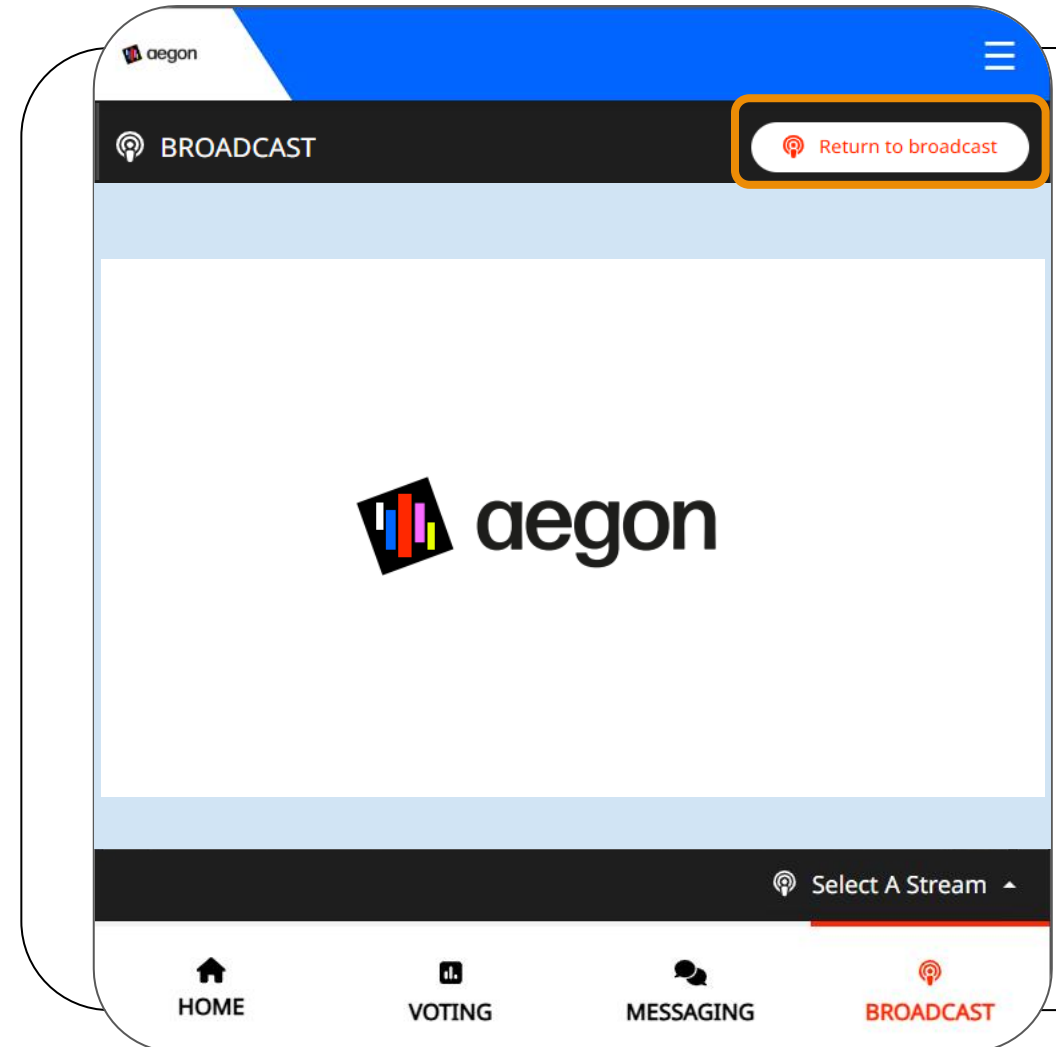 aegon
BROADCAST
Return to broadcast
aegon
Select A Stream
HOME
VOTING
MESSAGING
BROADCAST